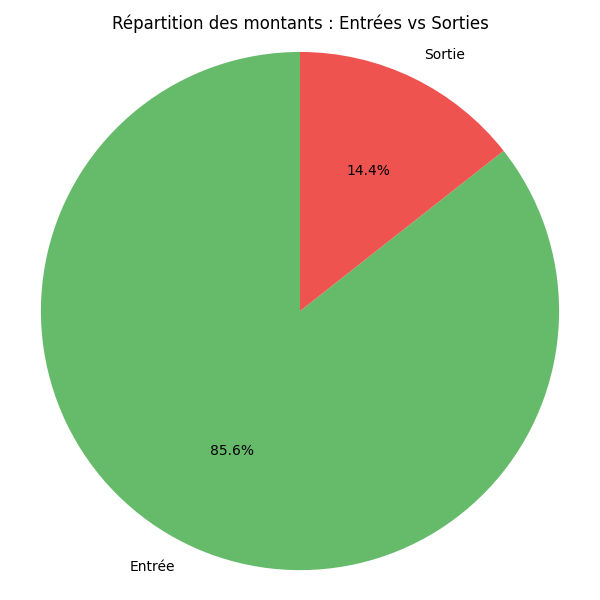 Répartition des montants : Entrées vs Sorties
Sortie
14.4%
85.6%
Entrée